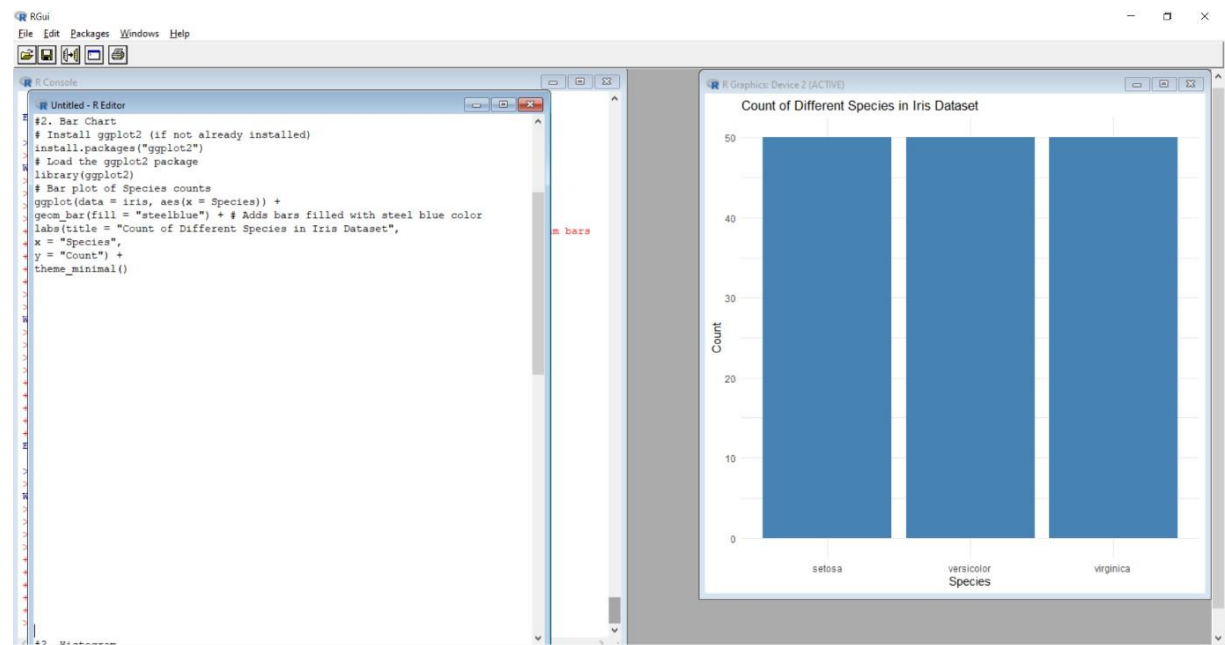 RGui
File Edit Packages Windows Help
R Console
Untitled - R Editor
#2. Bar Chart
# Install ggplot2 (if not already installed)
install.packages("ggplot2")
# Load the ggplot2 package
library(ggplot2)
# Bar plot of Species counts
ggplot(data = iris, aes(x = Species)) +
geom_bar(fill = "steelblue") + # Adds bars filled with steel blue color
labs(title = "Count of Different Species in Iris Dataset",
x = "Species",
y = "Count") +
theme_minimal()
m bars
R Graphics: Device 2 (ACTIVE)
Count of Different Species in Iris Dataset
50
40
30
20
10
0
Count
setosa versicolor virginica
Species